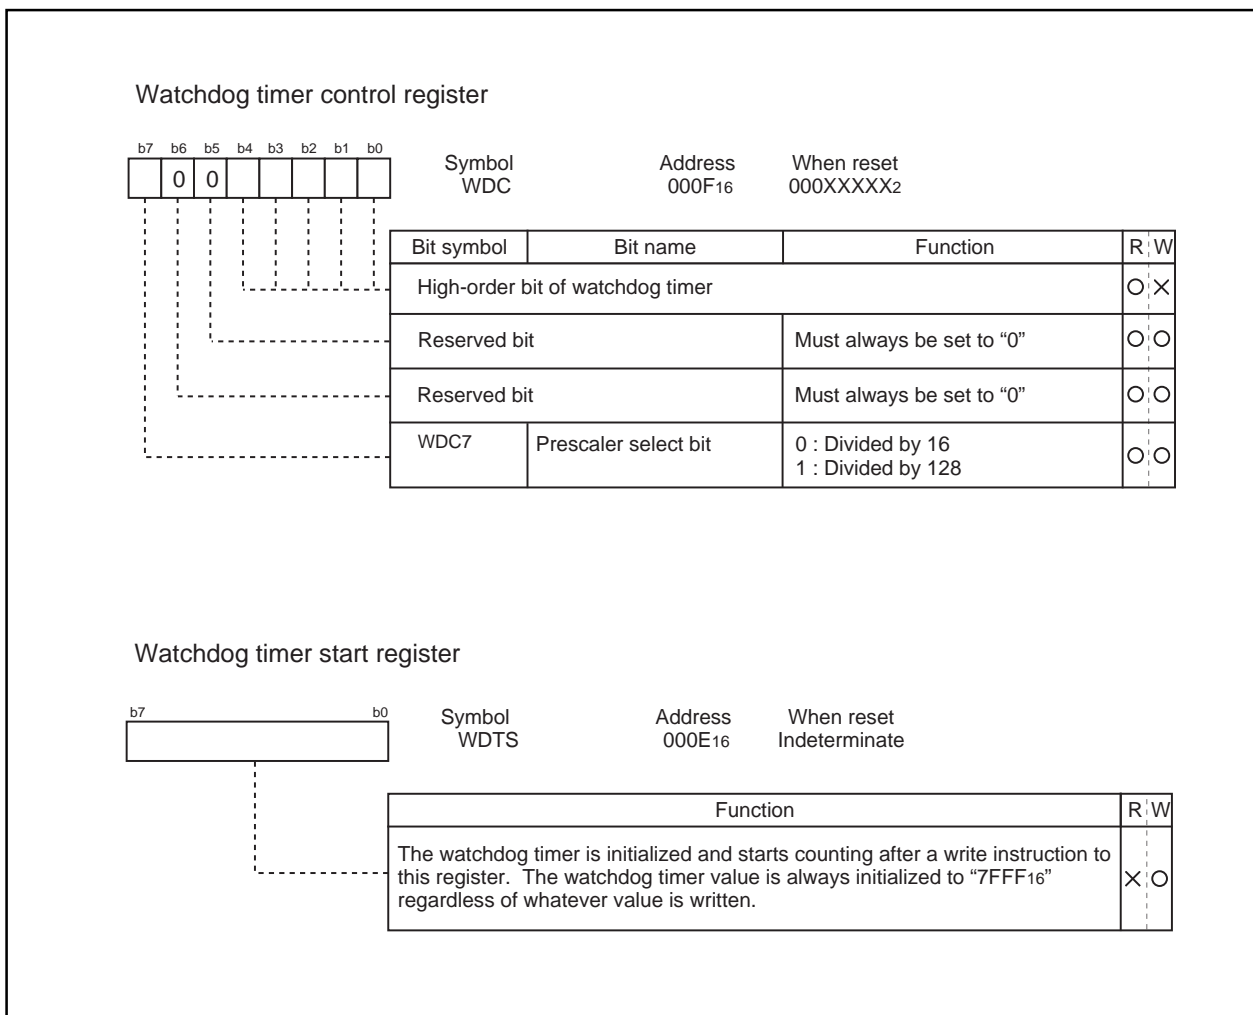 Watchdog timer control register
b7 b6 b5 b4 b3 b2 b1 b0
0 0
Symbol Address When reset
WDC 000F16 000XXXXX2
Bit symbol Bit name Function R W
High-order bit of watchdog timer
Reserved bit Must always be set to “0”
Reserved bit Must always be set to “0”
WDC7 Prescaler select bit 0 : Divided by 16
1 : Divided by 128
Watchdog timer start register
b7 b0
Symbol Address When reset
WDTS 000E16 Indeterminate
Function R W
The watchdog timer is initialized and starts counting after a write instruction to
this register. The watchdog timer value is always initialized to “7FFF16”
regardless of whatever value is written.